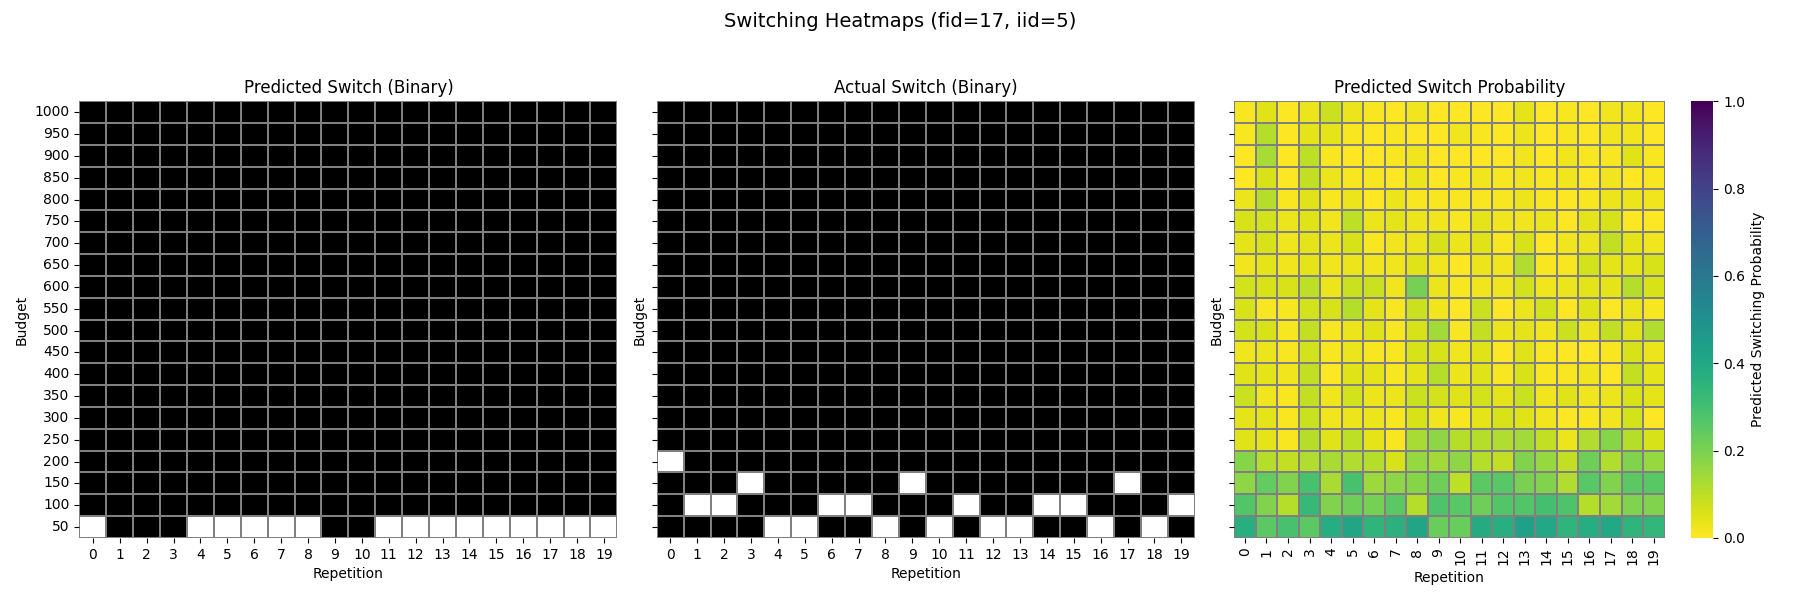 Switching Heatmaps (fid=17, iid=5)
Predicted Switch (Binary)
Budget
1000
950
900
850
800
750
700
650
600
550
500
450
400
350
300
250
200
150
100
50
0 1 2 3 4 5 6 7 8 9 10 11 12 13 14 15 16 17 18 19
Repetition
Actual Switch (Binary)
Budget
0 1 2 3 4 5 6 7 8 9 10 11 12 13 14 15 16 17 18 19
Repetition
Predicted Switch Probability
Budget
0 1 2 3 4 5 6 7 8 9 10 11 12 13 14 15 16 17 18 19
Repetition
1.0
0.8
0.6
0.4
0.2
0.0
Predicted Switching Probability